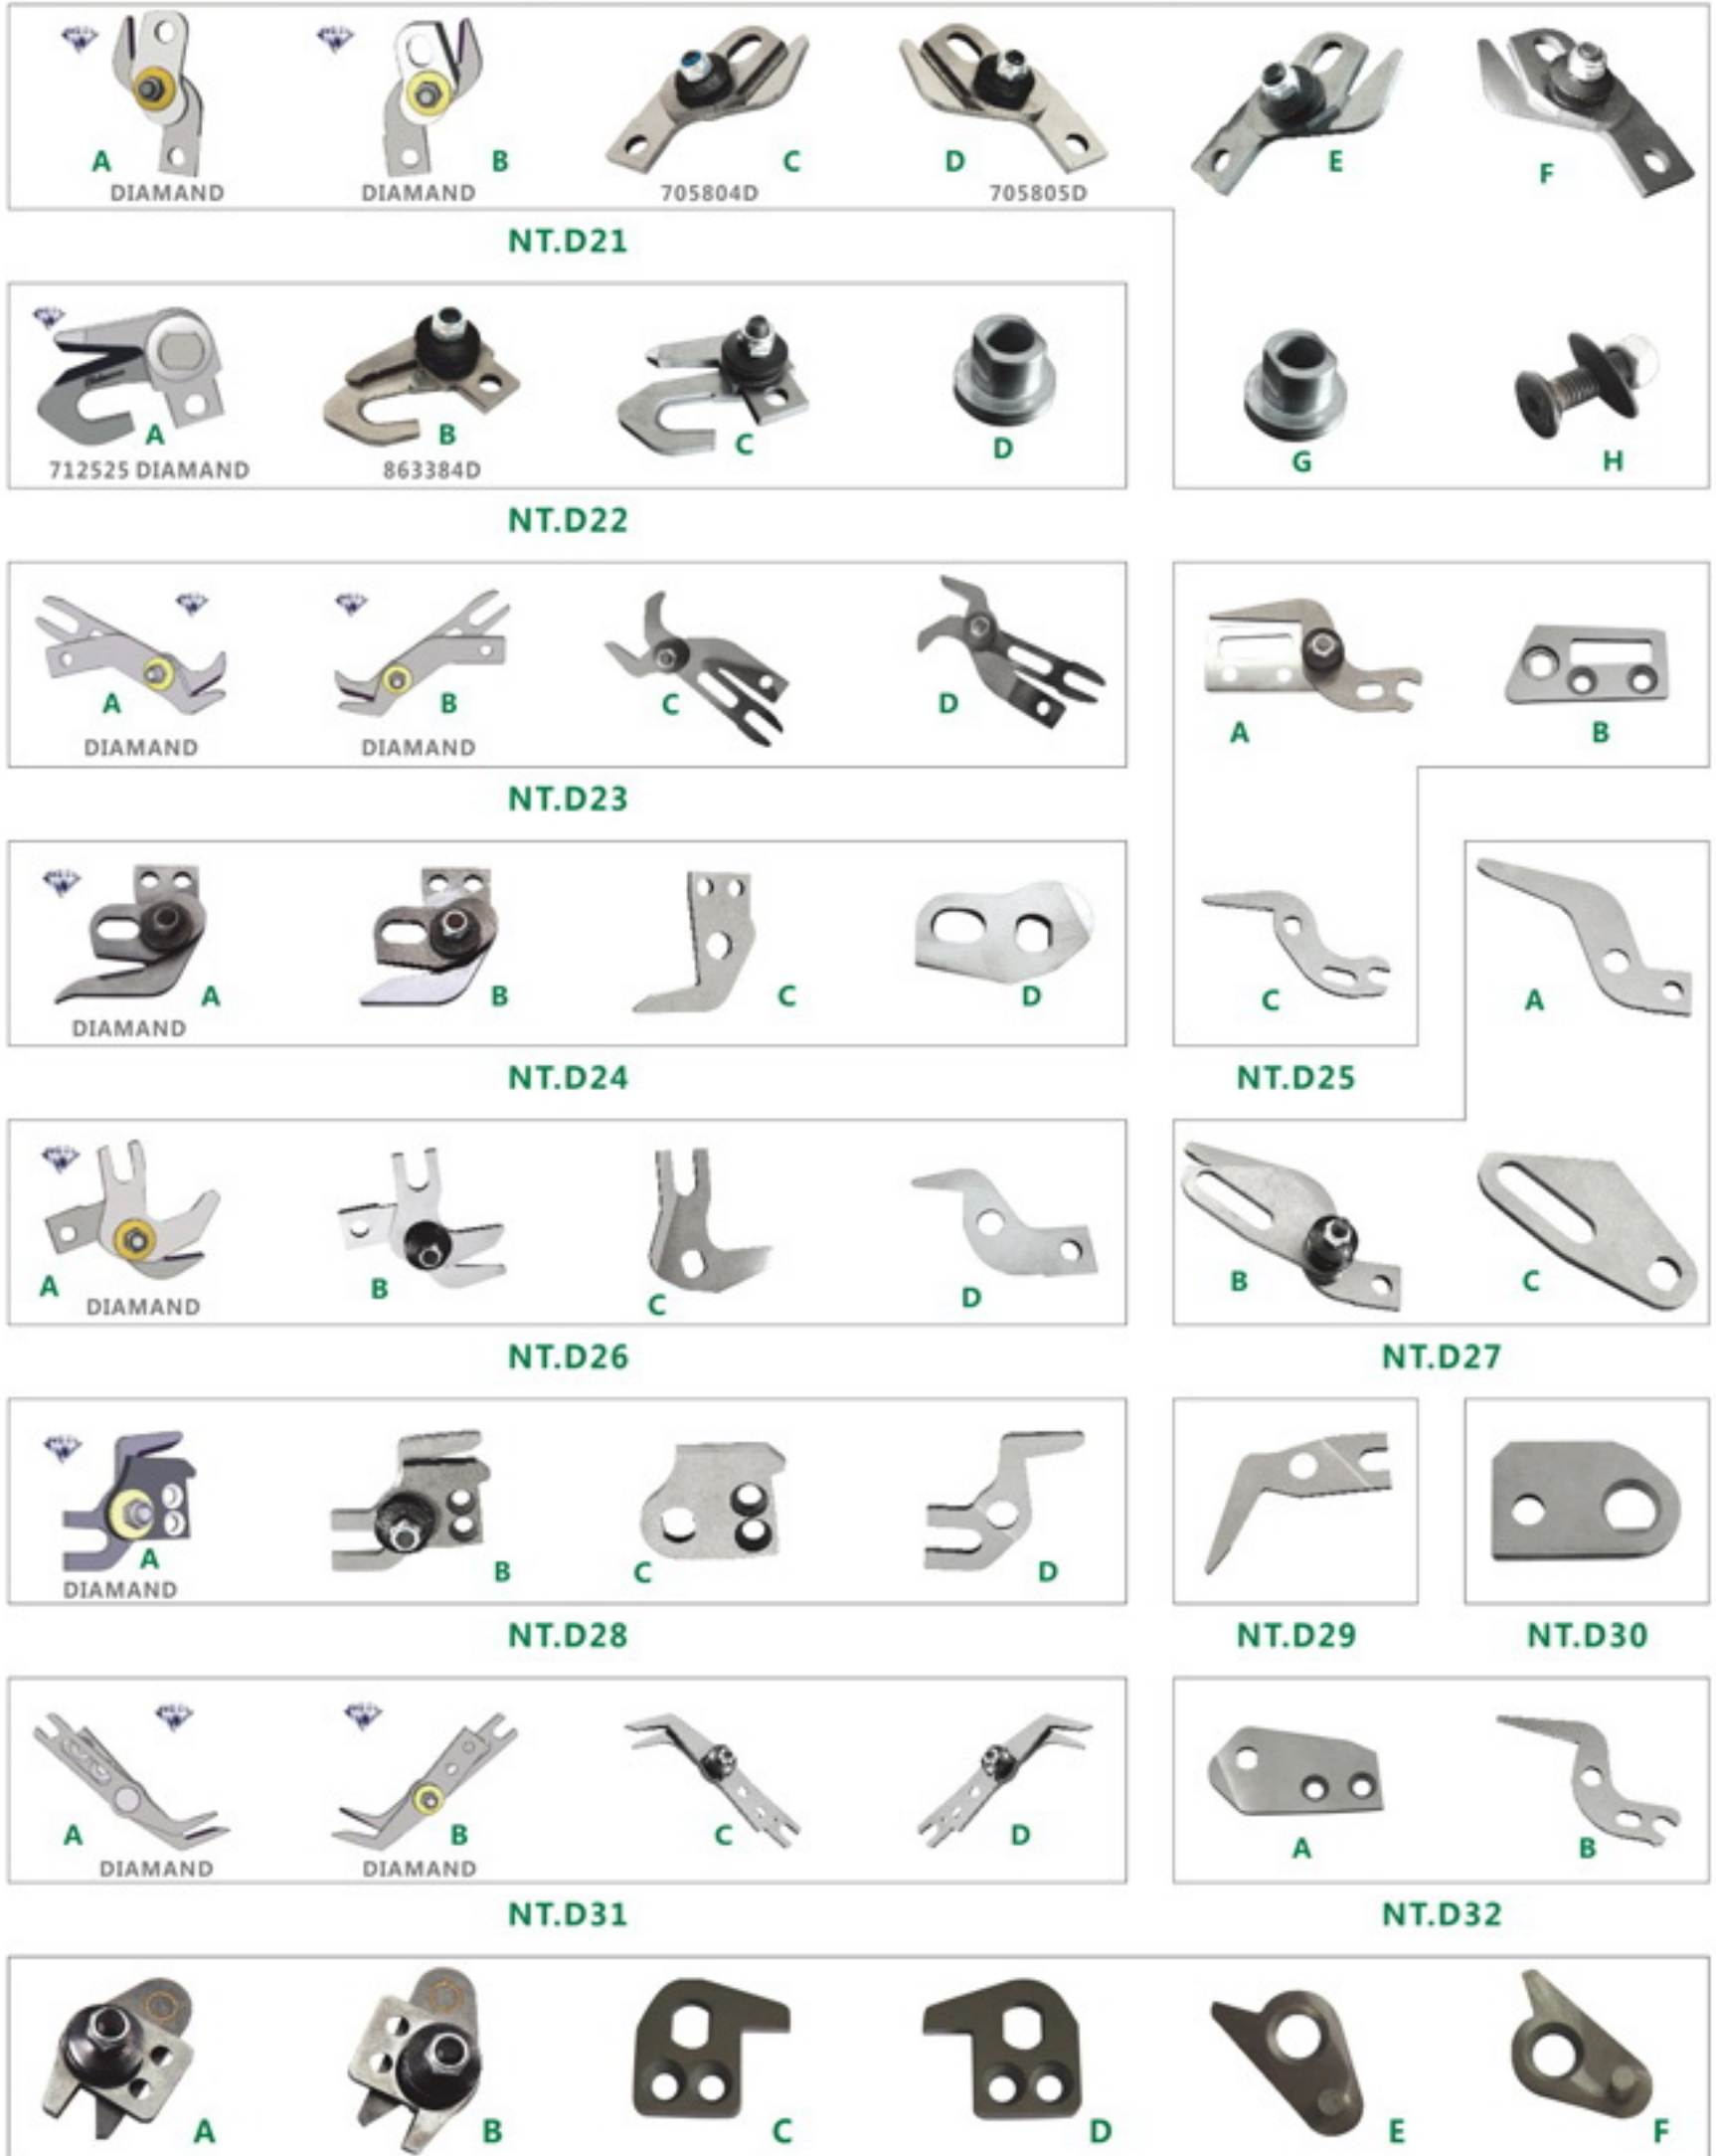 A
DIAMAND
B
DIAMAND
C
705804D
D
705805D
E
F
G
H
NT.D21
A
712525 DIAMAND
B
863384D
C
D
NT.D22
A
DIAMAND
B
DIAMAND
C
D
NT.D23
A
B
C
NT.D25
A
DIAMAND
B
C
D
NT.D24
A
B
C
NT.D27
A
DIAMAND
B
C
D
NT.D26
A
DIAMAND
B
C
D
NT.D28
NT.D29
NT.D30
A
DIAMAND
B
DIAMAND
C
D
NT.D31
A
B
NT.D32
A
B
C
D
E
F